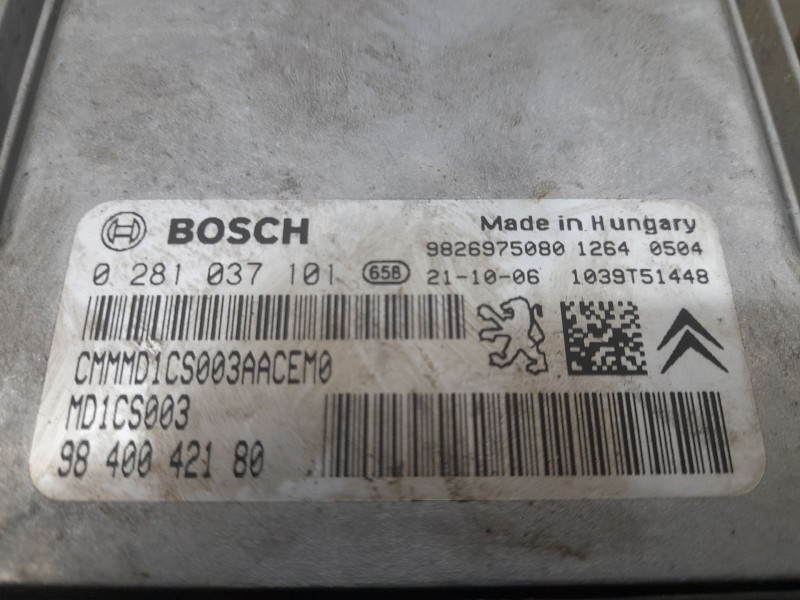 BOSCH
Made in Hungary
9826975080 1264 0504
0 281 037 101 658 21-10-06 1039T51448
CMMMD1CS003AACEM0
MD1CS003
98 400 421 80